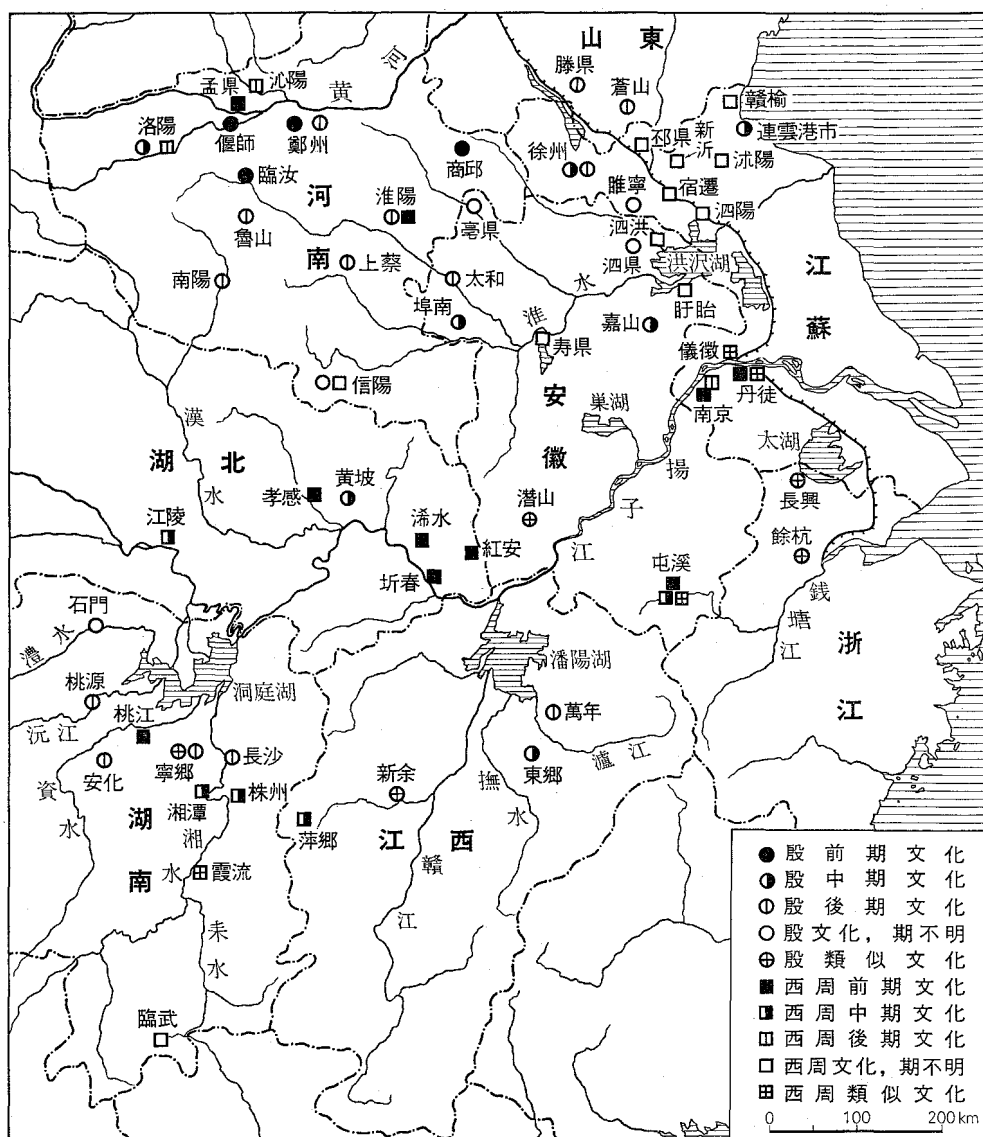 山東
滕県
蒼山
贛榆
連雲港市
新沂
邳県
沭陽
徐州
睢寧
宿遷
泗陽
泗洪
泗県
洪沢湖
盱眙
江蘇
沁陽
孟県
黄河
洛陽
偃師
鄭州
商邱
臨汝
河南
淮陽
亳県
魯山
上蔡
太和
南陽
埠南
淮水
嘉山
寿県
儀徴
信陽
安徽
巣湖
南京
丹徒
太湖
長興
漢水
湖北
揚子江
孝感
黄坡
潜山
餘杭
江陵
浠水
紅安
圻春
屯溪
銭塘江
浙江
石門
澧水
潘陽湖
洞庭湖
桃源
沅江
桃江
萬年
瀘江
安化
寧郷
長沙
新余
撫水
東郷
資水
湘潭
株州
萍郷
湖南
湘水
江西
贛江
霞流
耒水
臨武
殷前期文化
殷中期文化
殷後期文化
殷文化，期不明
殷類似文化
西周前期文化
西周中期文化
西周後期文化
西周文化，期不明
西周類似文化
0 100 200km